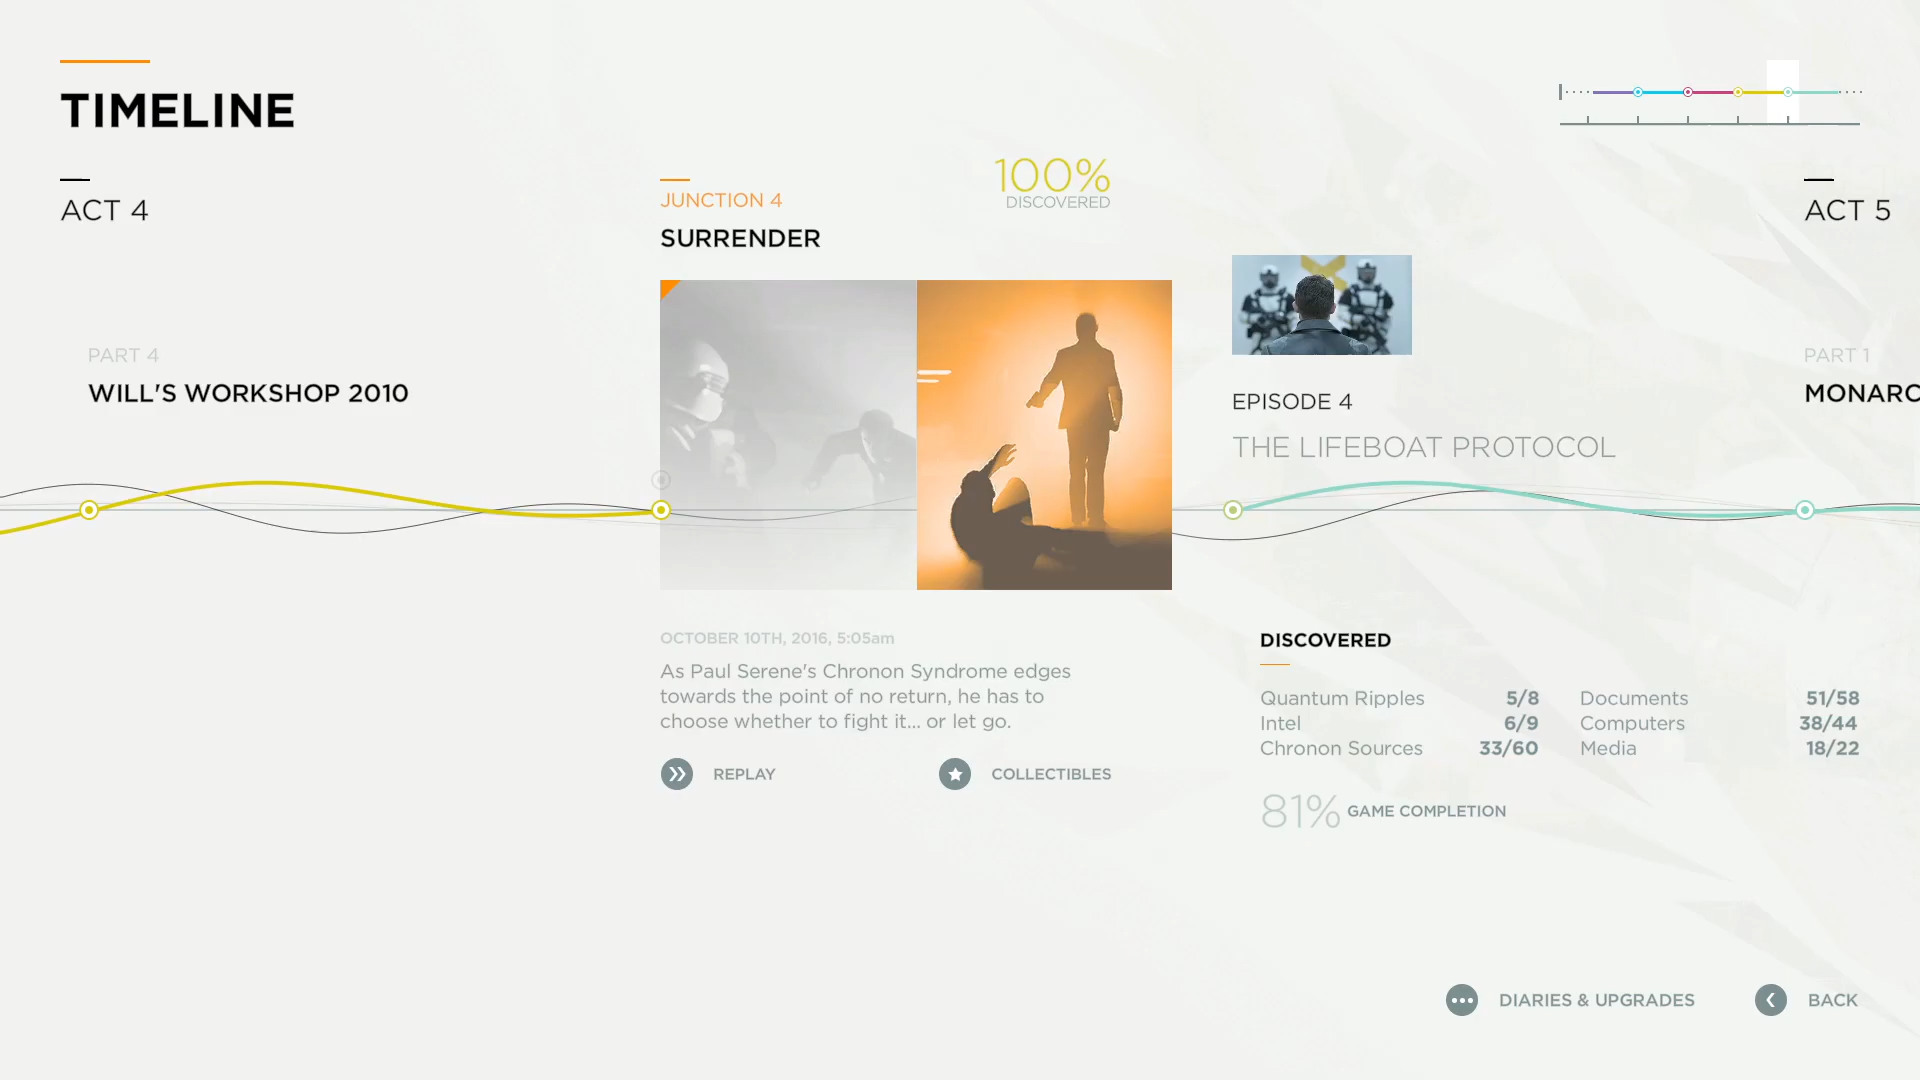 TIMELINE
ACT 4
PART 4
WILL'S WORKSHOP 2010
JUNCTION 4
SURRENDER
100%
DISCOVERED
OCTOBER 10TH, 2016, 5:05am
As Paul Serene's Chronon Syndrome edges
towards the point of no return, he has to
choose whether to fight it... or let go.
REPLAY
COLLECTIBLES
EPISODE 4
THE LIFEBOAT PROTOCOL
ACT 5
PART 1
MONARC
DISCOVERED
Quantum Ripples 5/8 Documents 51/58
Intel 6/9 Computers 38/44
Chronon Sources 33/60 Media 18/22
81% GAME COMPLETION
DIARIES & UPGRADES
BACK